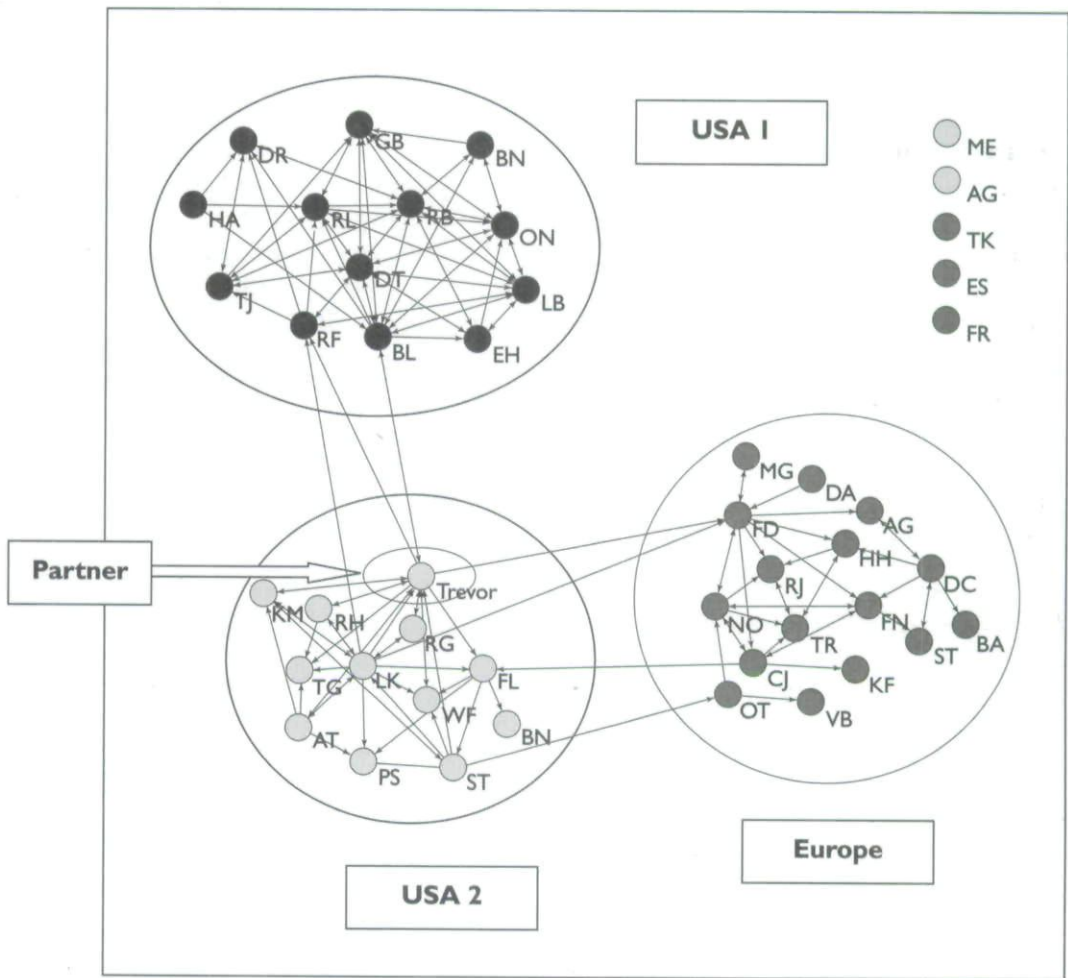 USA 1
GB
DR
BN
HA
RL
RB
ON
DT
TJ
LB
RF
BL
EH
ME
AG
TK
ES
FR
Partner
Trevor
KM
RH
RG
TG
LK
FL
WF
AT
BN
PS
ST
USA 2
MG
DA
FD
AG
HH
RJ
DC
NO
FN
TR
BA
ST
CJ
KF
OT
VB
Europe